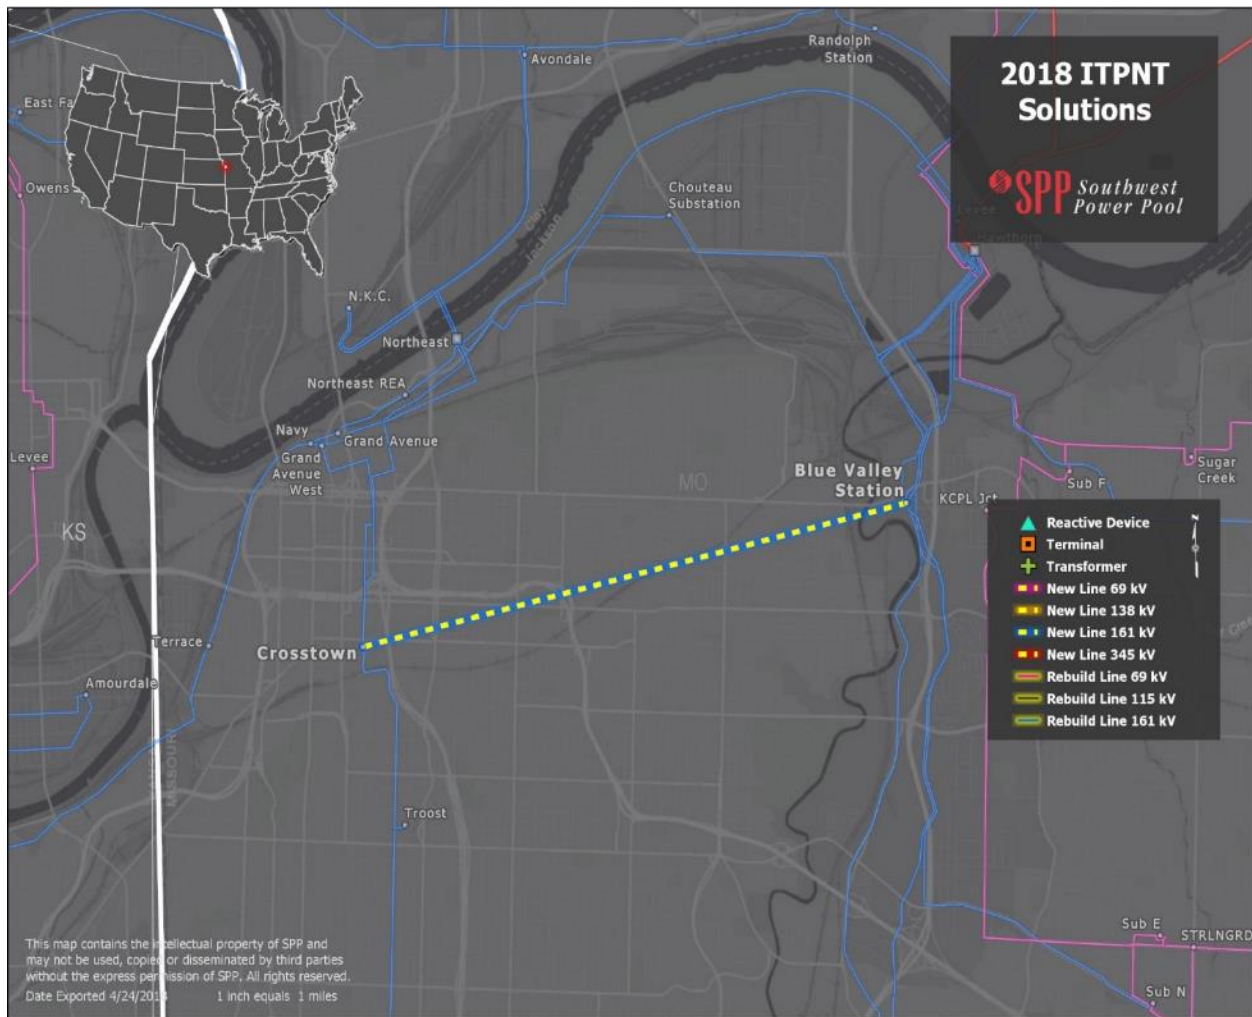 2018 ITPNT
Solutions
SPP Southwest
Power Pool
Randolph
Station
Avondale
East Fa
Owens
Chouteau
Substation
Clay
Jackson
Levee
Hawthorn
N.K.C.
Northeast
Northeast REA
Navy
Grand Avenue
Grand
Avenue
West
Levee
KS
MO
Blue Valley
Station
KCPL Jct
Sub F
Sugar
Creek
Reactive Device
Terminal
Transformer
New Line 69 kV
New Line 138 kV
New Line 161 kV
New Line 345 kV
Rebuild Line 69 kV
Rebuild Line 115 kV
Rebuild Line 161 kV
N
Crosstown
Terrace
Amourdale
MISSOURI
Troost
Sub E
STRLNGRD
Sub N
This map contains the intellectual property of SPP and
may not be used, copied or disseminated by third parties
without the express permission of SPP. All rights reserved.
Date Exported 4/24/2018 1 inch equals 1 miles